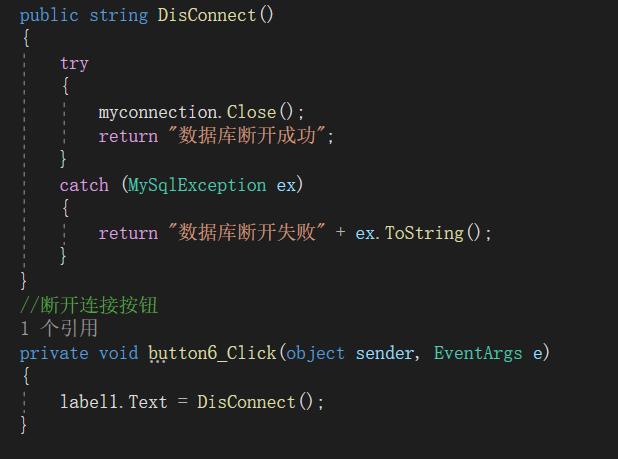 public string DisConnect()
{
try
{
myconnection.Close();
return "数据库断开成功";
}
catch (MySqlException ex)
{
return "数据库断开失败" + ex.ToString();
}
}
//断开连接按钮
1 个引用
private void button6_Click(object sender, EventArgs e)
{
label1.Text = DisConnect();
}